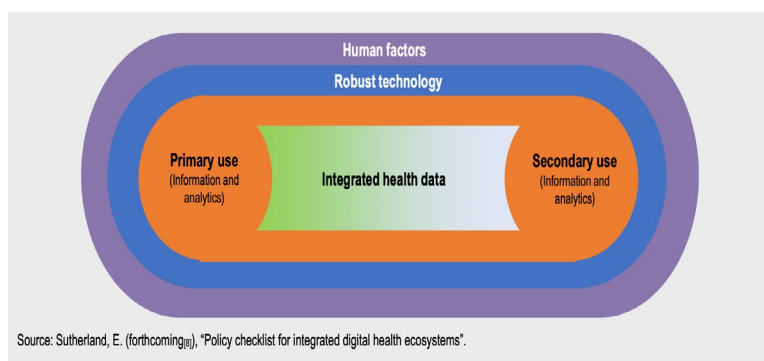 Human factors
Robust technology
Primary use
(Information and
analytics)
Integrated health data
Secondary use
(Information and
analytics)
Source: Sutherland, E. (forthcoming[8]), “Policy checklist for integrated digital health ecosystems”.